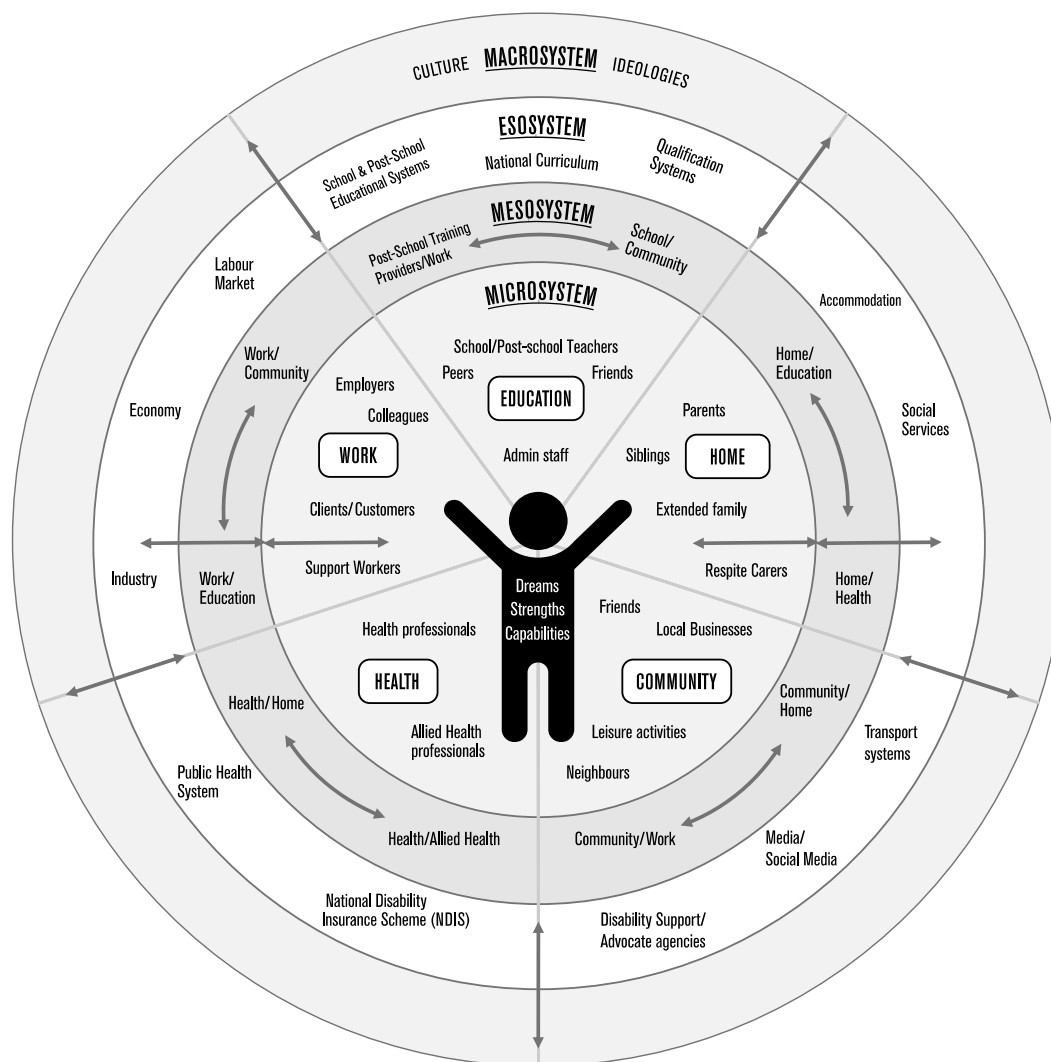 CULTURE MACROSYSTEM IDEOLOGIES
ESOSYSTEM
School & Post-School
Educational Systems
National Curriculum
Qualification
Systems
MESOSYSTEM
Post-School Training
Providers/Work
School/
Community
MICROSYSTEM
Labour
Market
Accommodation
Work/
Community
Home/
Education
School/Post-school Teachers
Peers
Friends
EDUCATION
Admin staff
Employers
Colleagues
WORK
Clients/Customers
Support Workers
Parents
Siblings
HOME
Extended family
Respite Carers
Economy
Social
Services
Industry
Work/
Education
Home/
Health
Dreams
Strengths
Capabilities
Health professionals
HEALTH
Allied Health
professionals
Friends
Local Businesses
COMMUNITY
Leisure activities
Neighbours
Health/Home
Community/
Home
Health/Allied Health
Community/Work
Public Health
System
Transport
systems
National Disability
Insurance Scheme (NDIS)
Media/
Social Media
Disability Support/
Advocate agencies